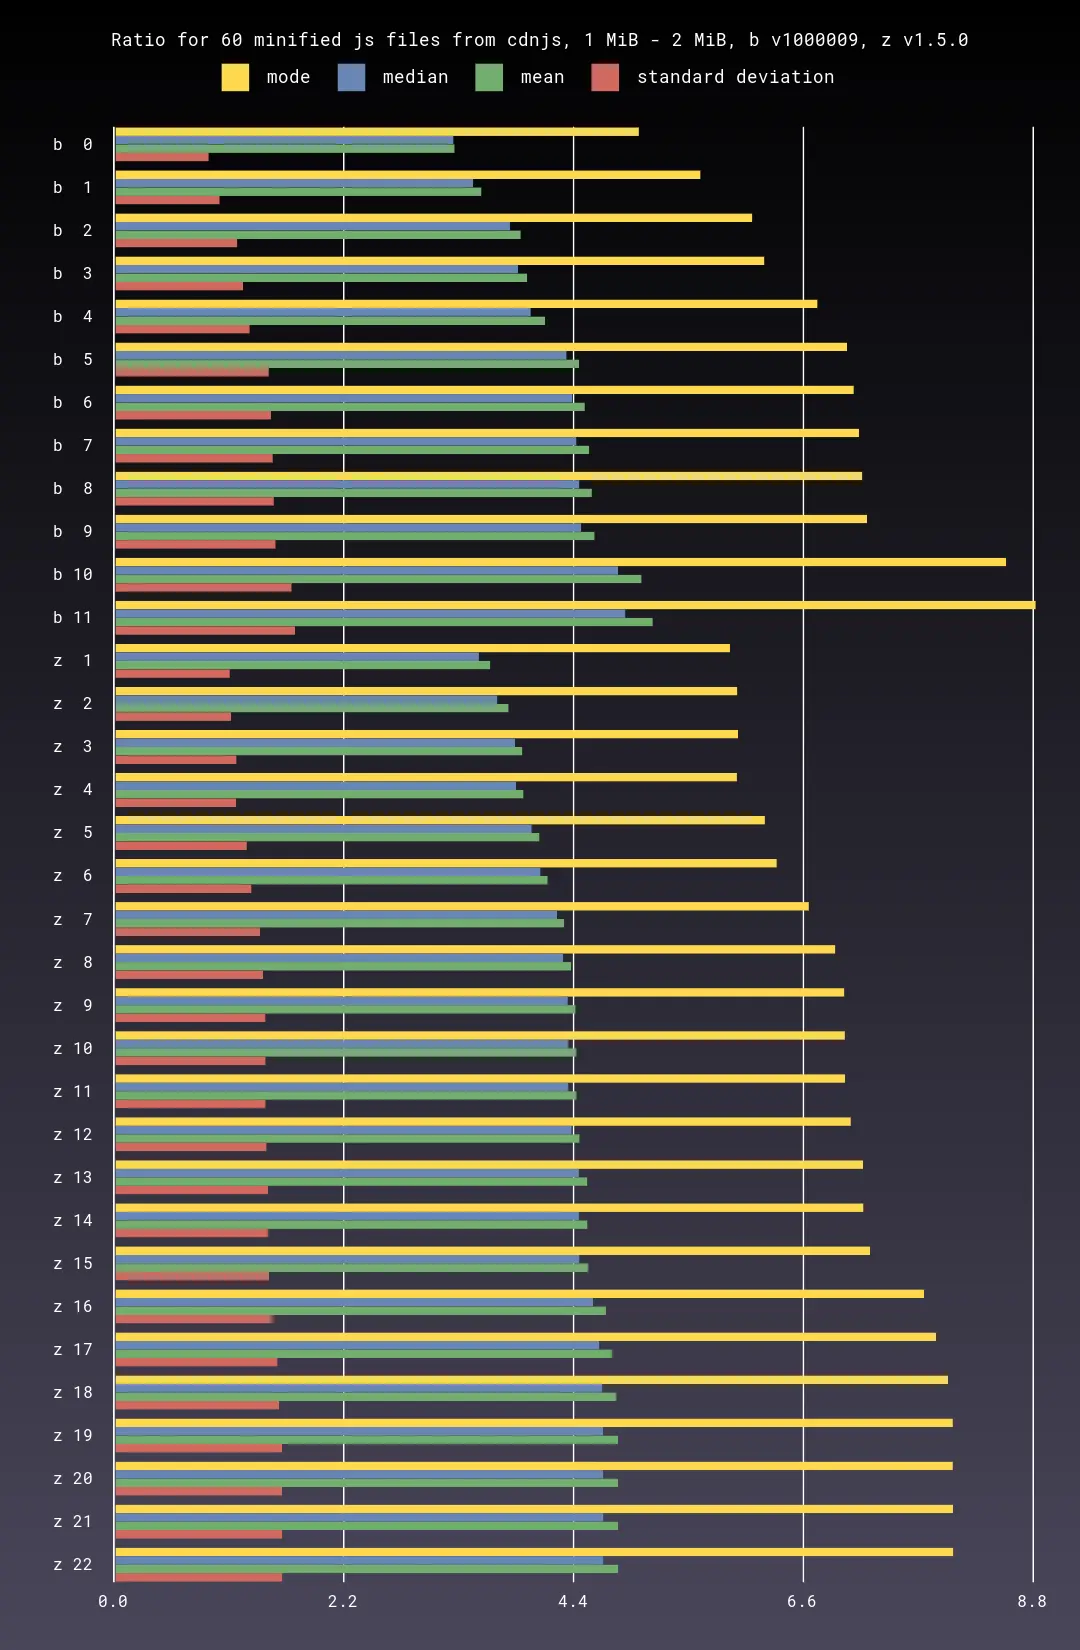 Ratio for 60 minified js files from cdnjs, 1 MiB - 2 MiB, b v1000009, z v1.5.0
mode median mean standard deviation
b 0
b 1
b 2
b 3
b 4
b 5
b 6
b 7
b 8
b 9
b 10
b 11
z 1
z 2
z 3
z 4
z 5
z 6
z 7
z 8
z 9
z 10
z 11
z 12
z 13
z 14
z 15
z 16
z 17
z 18
z 19
z 20
z 21
z 22
0.0 2.2 4.4 6.6 8.8